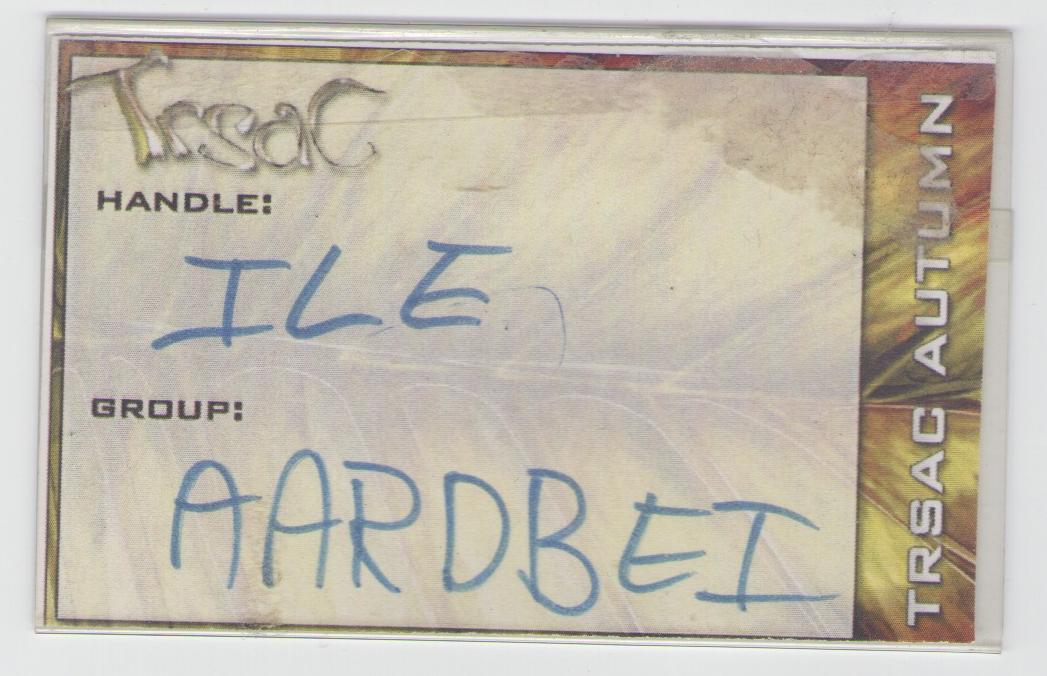 TrsaC
HANDLE:
ILE
GROUP:
AARDBEI
TRSAC AUTUMN